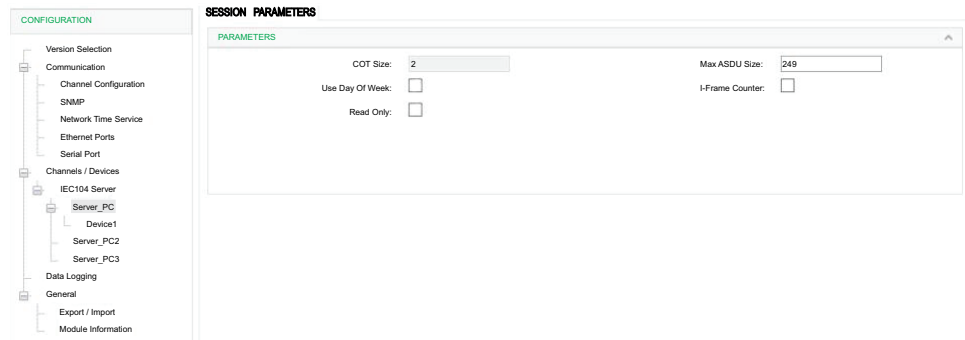 CONFIGURATION
Version Selection
Communication
Channel Configuration
SNMP
Network Time Service
Ethernet Ports
Serial Port
Channels / Devices
IEC104 Server
Server_PC
Device1
Server_PC2
Server_PC3
Data Logging
General
Export / Import
Module Information
SESSION PARAMETERS
PARAMETERS
COT Size: 2 Max ASDU Size: 249
Use Day Of Week: I-Frame Counter:
Read Only: